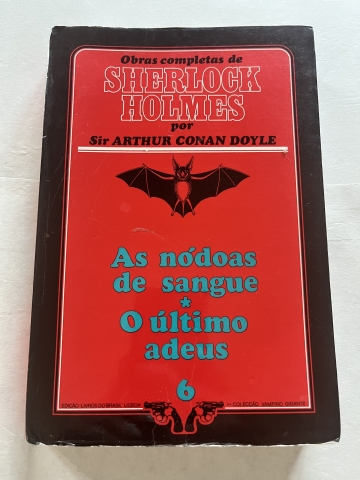 Obras completas de
SHERLOCK
HOLMES
por
Sir ARTHUR CONAN DOYLE
As nódoas
de sangue
*
O último
adeus
6
EDIÇÃO "LIVROS DO BRASIL" LISBOA
COLECÇÃO VAMPIRO GIGANTE